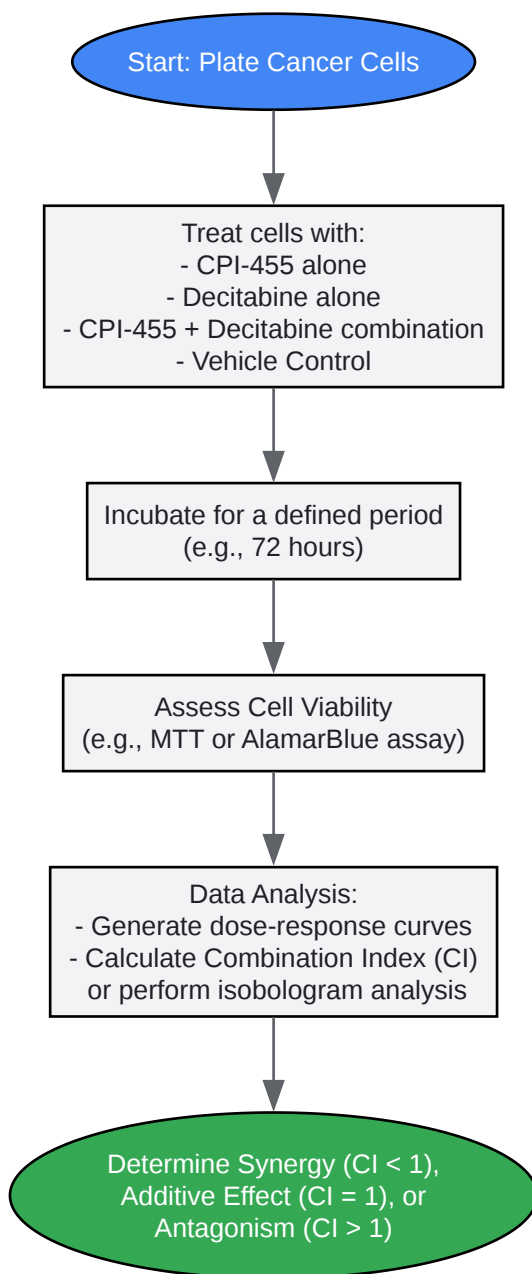 Start: Plate Cancer Cells
Treat cells with:
- CPI-455 alone
- Decitabine alone
- CPI-455 + Decitabine combination
- Vehicle Control
Incubate for a defined period
(e.g., 72 hours)
Assess Cell Viability
(e.g., MTT or AlamarBlue assay)
Data Analysis:
- Generate dose-response curves
- Calculate Combination Index (CI)
or perform isobologram analysis
Determine Synergy (CI < 1),
Additive Effect (CI = 1), or
Antagonism (CI > 1)